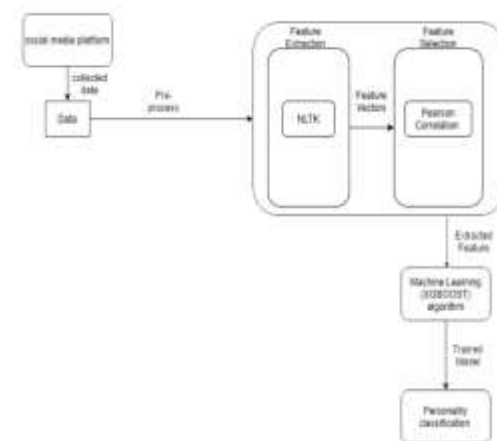 social media platform
collected
data
Data
Pre-
process
Feature
Extraction
NLTK
Feature
Vectors
Feature
Selection
Pearson
Correlation
Extracted
Feature
Machine Learning
(XGBOOST)
algorithm
Trained
Model
Personality
classification